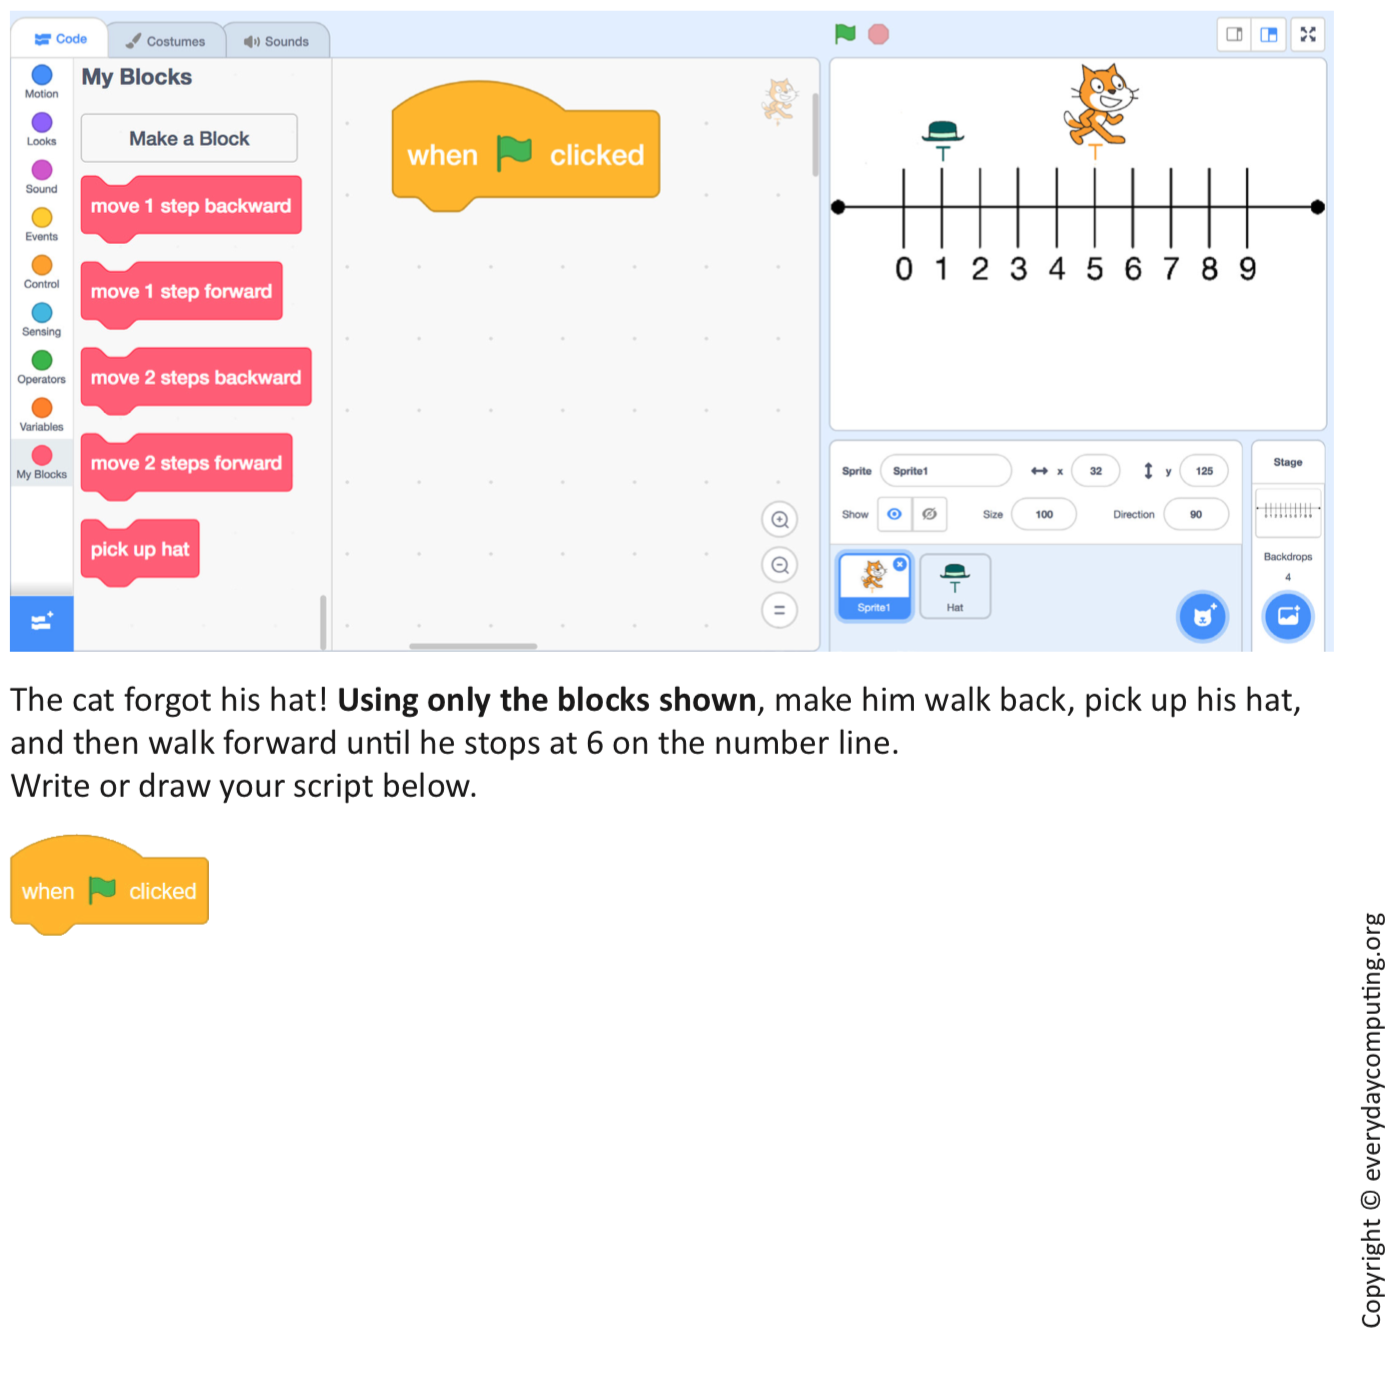 Code
Costumes
Sounds
Motion
Looks
Sound
Events
Control
Sensing
Operators
Variables
My Blocks
My Blocks
Make a Block
move 1 step backward
move 1 step forward
move 2 steps backward
move 2 steps forward
pick up hat
when clicked
T
T
0 1 2 3 4 5 6 7 8 9
Sprite Sprite1 x 32 y 125
Show Size 100 Direction 90
Sprite1
Hat
Stage
Backdrops
4
The cat forgot his hat! Using only the blocks shown, make him walk back, pick up his hat,
and then walk forward until he stops at 6 on the number line.
Write or draw your script below.
when clicked
Copyright © everydaycomputing.org